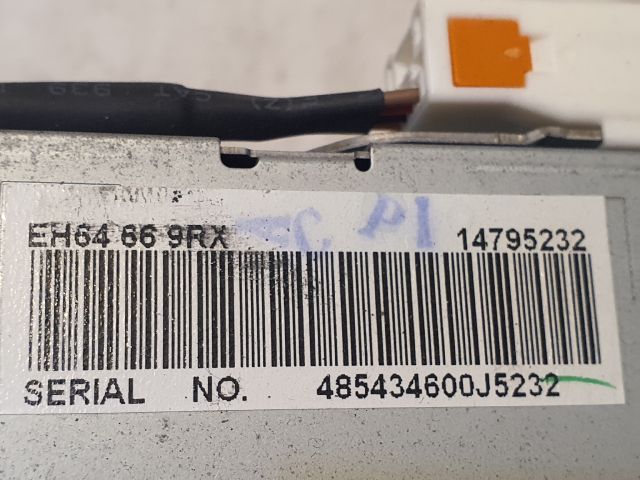 EH64 66 9RX 14795232
SERIAL NO. 485434600J5232